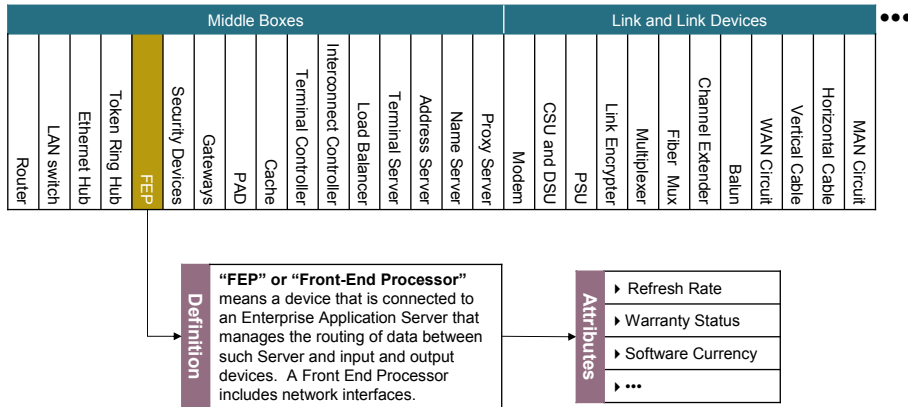 Middle Boxes
Link and Link Devices
•••
Router
LAN switch
Ethernet Hub
Token Ring Hub
FEP
Security Devices
Gateways
PAD
Cache
Terminal Controller
Interconnect Controller
Load Balancer
Terminal Server
Address Server
Name Server
Proxy Server
Modem
CSU and DSU
PSU
Link Encrypter
Multiplexer
Fiber Mux
Channel Extender
Balun
WAN Circuit
Vertical Cable
Horizontal Cable
MAN Circuit
Definition
“FEP” or “Front-End Processor”
means a device that is connected to
an Enterprise Application Server that
manages the routing of data between
such Server and input and output
devices. A Front End Processor
includes network interfaces.
Attributes
Refresh Rate
Warranty Status
Software Currency
•••